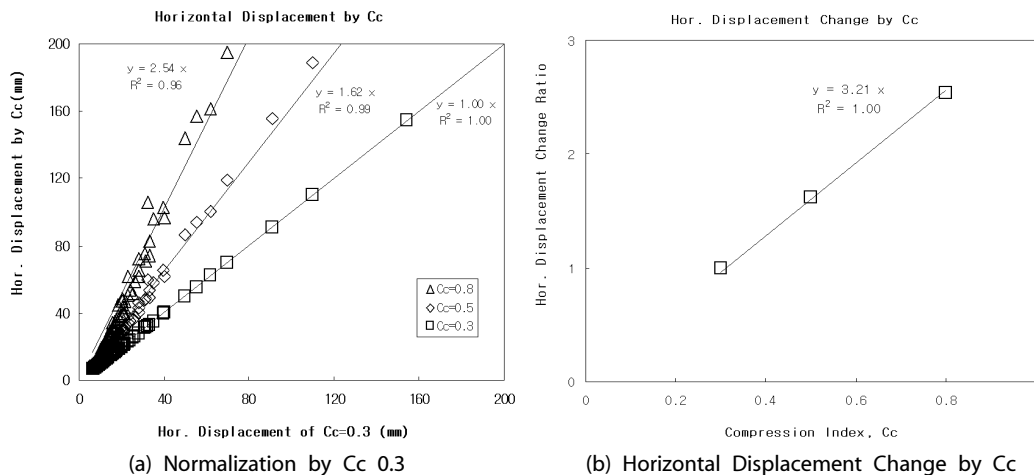 Horizontal Displacement by Cc
Hor. Displacement by Cc(mm)
200
160
120
80
40
0
0
40
80
120
160
200
y = 2.54 x
R² = 0.96
y = 1.62 x
R² = 0.99
y = 1.00 x
R² = 1.00
Cc=0.8
Cc=0.5
Cc=0.3
Hor. Displacement of Cc=0.3 (mm)
(a) Normalization by Cc 0.3
Hor. Displacement Change by Cc
Hor. Displacement Change Ratio
3
2
1
0
0
0.2
0.4
0.6
0.8
y = 3.21 x
R² = 1.00
Compression Index, Cc
(b) Horizontal Displacement Change by Cc